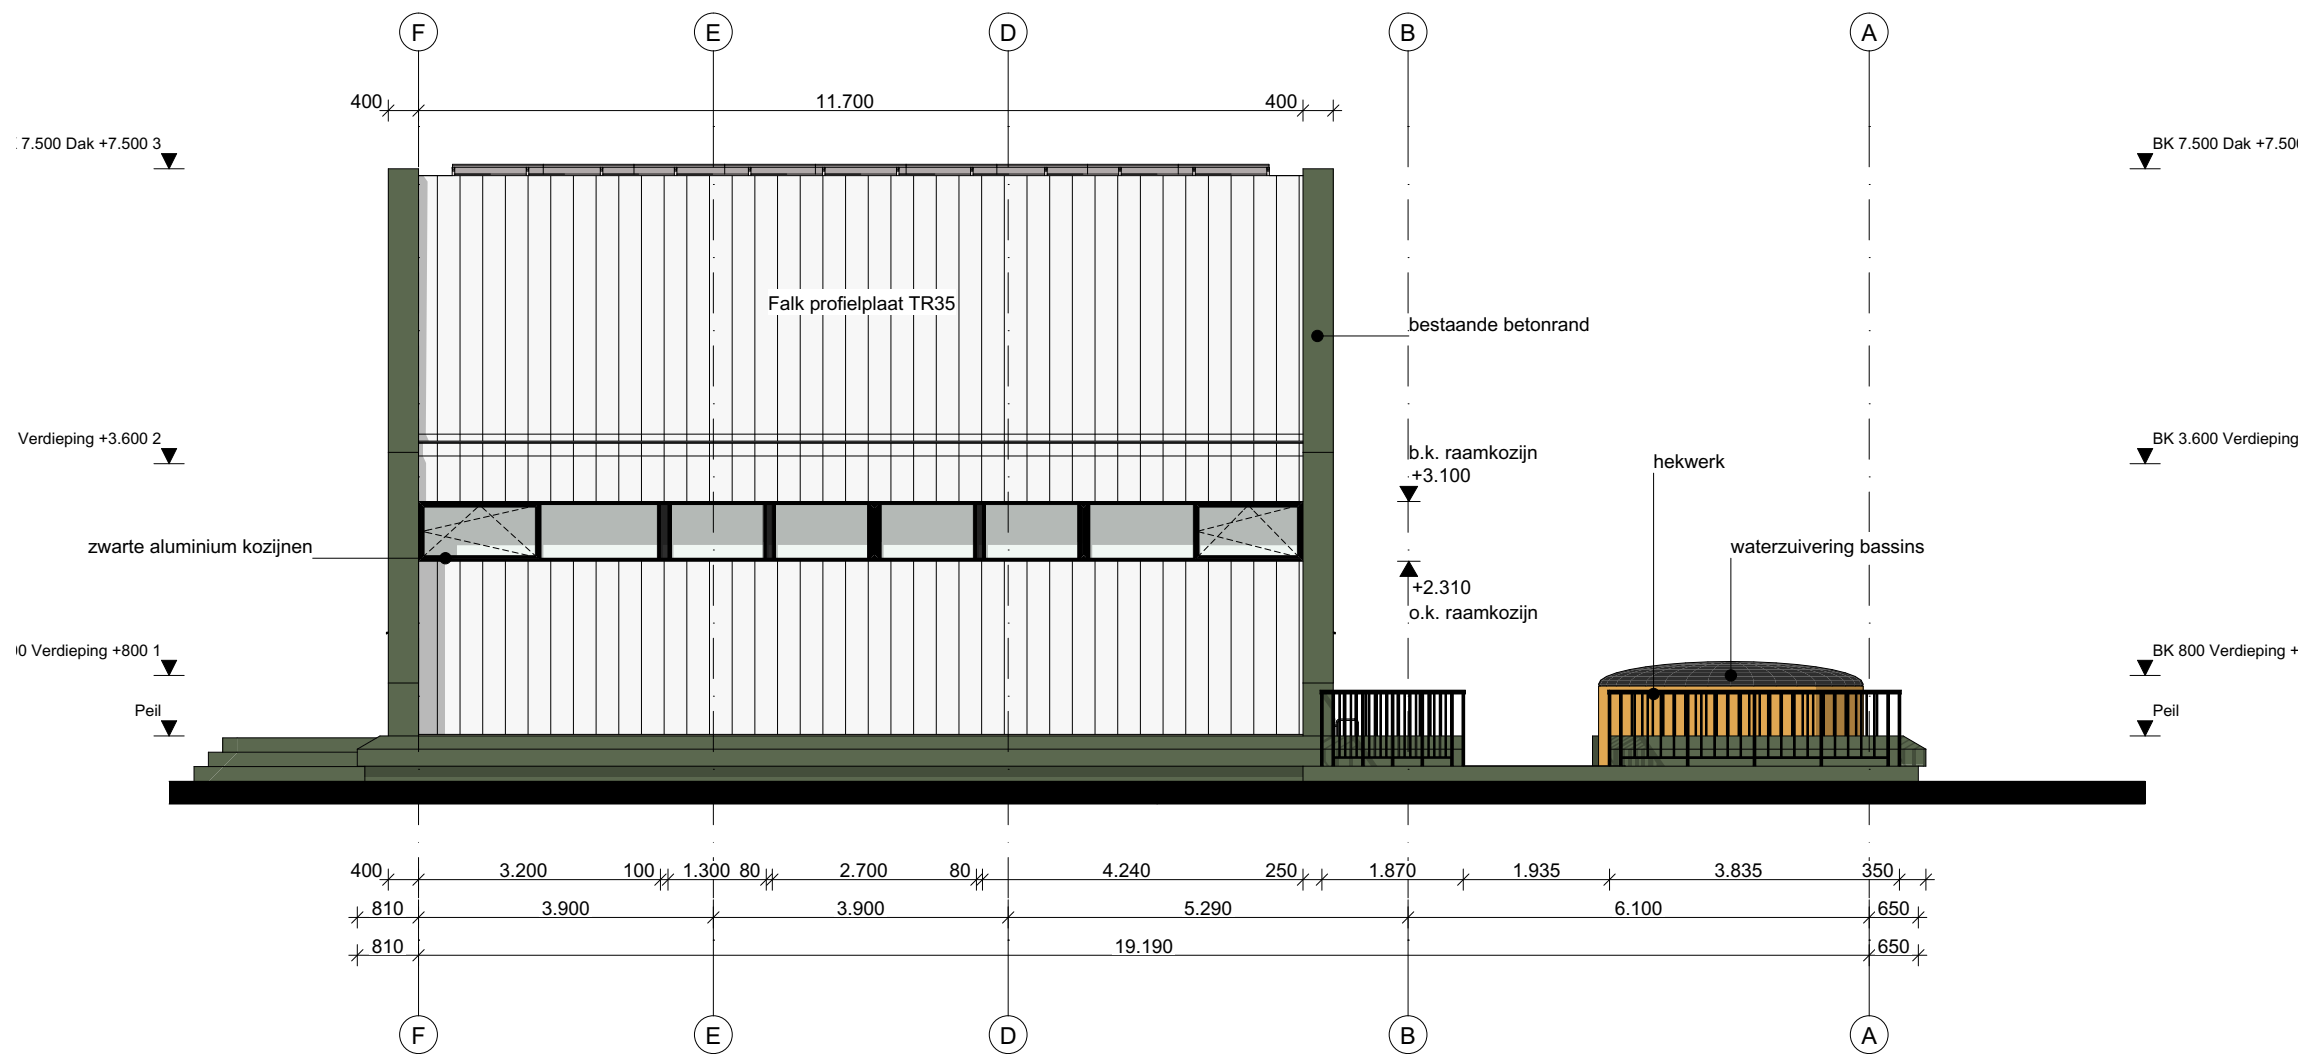 F E D B A
400 11.700 400
7.500 Dak +7.500 3
BK 7.500 Dak +7.500
Falk profielplaat TR35
bestaande betonrand
Verdieping +3.600 2
b.k. raamkozijn
+3.100
hekwerk
BK 3.600 Verdieping
zwarte aluminium kozijnen
waterzuivering bassins
+2.310
o.k. raamkozijn
00 Verdieping +800 1
BK 800 Verdieping +
Peil
Peil
400 3.200 100 1.300 80 2.700 80 4.240 250 1.870 1.935 3.835 350
810 3.900 3.900 5.290 6.100 650
810 19.190 650
F E D B A